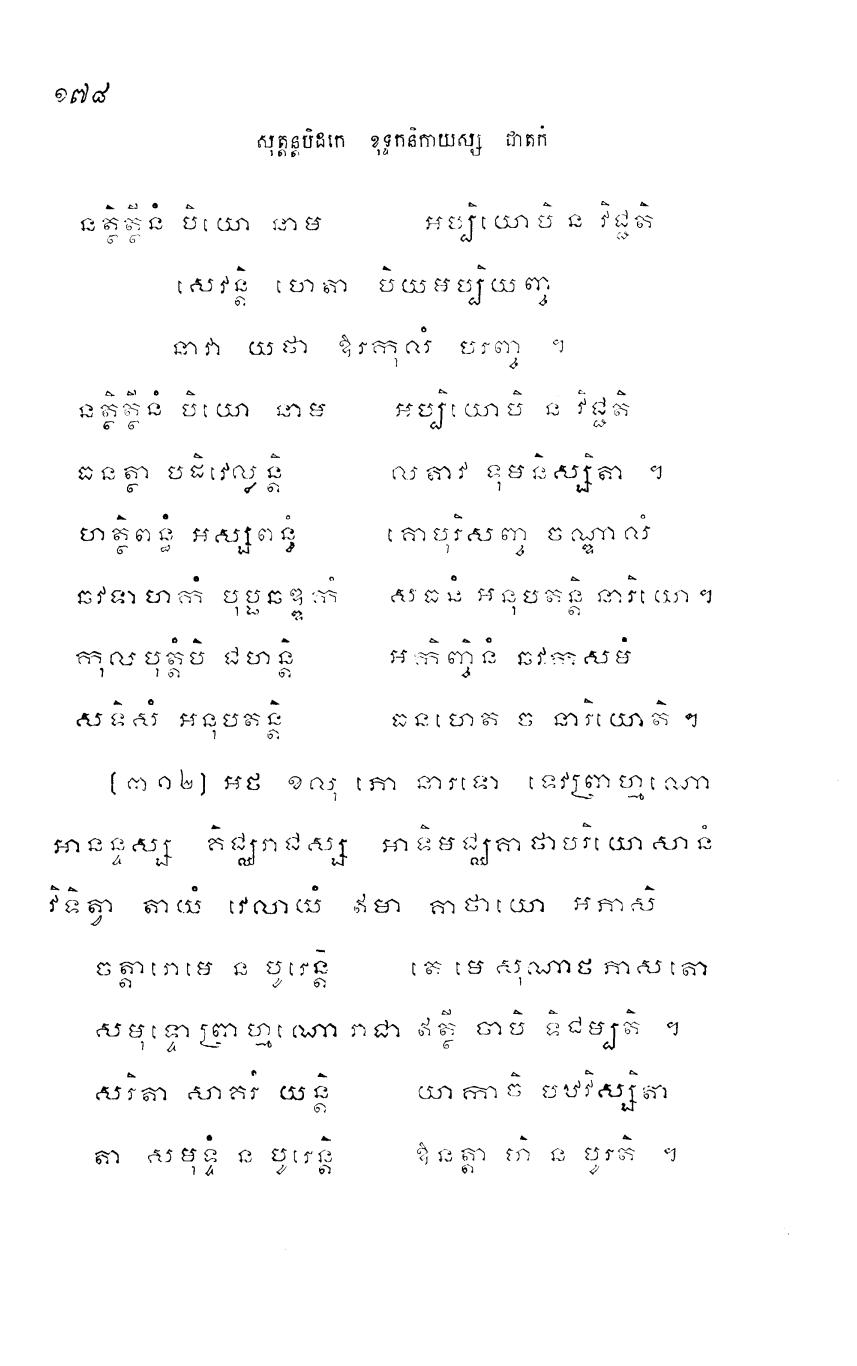 ១៧៨
សុត្តន្តបិដកេ ខុទ្ទកនិកាយស្ស ជាតកំ
នត្ថិត្ថីនំ បិយោ នាម អប្បិយោបិ ន វិជ្ជតិ
សេវន្តិ ហេតា បិយអប្បិយញ្ច
នាវា យថា ឱរកុលំ បរញ្ច ។
នត្ថិត្ថីនំ បិយោ នាម អប្បិយោបិ ន វិជ្ជតិ
ធនត្ថា បដិវេល្លន្តិ លតាវ ទុមនិស្សិតា ។
ហត្ថិពន្ធំ អស្សពន្ធំ គោបុរិសញ្ច ចណ្ឌាលំ
ឆវទាហកំ បុប្ផឆឌ្ឌកំ សធនំ អនុបតន្តិ នារិយោ ។
កុលបុត្តំបិ ជហន្តិ អកិញ្ចិនំ ឆវកាសមំ
សទិសំ អនុបតន្តិ ធនហេត ច នារិយោតិ ។
(៣១២) អថ ខលុ ភោ នារទោ ទេវព្រាហ្មណោ
អានន្ទស្ស គិជ្ឈរាជស្ស អាទិមជ្ឈគាថាបរិយោសានំ
វិទិត្វា តាយំ វេលាយំ ឥមា គាថាយោ អភាសិ
ចត្តារោមេ ន បូរេន្តិ តេ មេ សុណាថ ភាសតោ
សមុទ្ទោ ព្រាហ្មណោ រាជា ឥត្ថី ចាបិ ទិជម្បតិ ។
សរិតា សាគរំ យន្តិ យា កាចិ បឋវិស្សិតា
តា សមុទ្ទំ ន បូរេន្តិ ឱនត្តា ហិ ន បូរតិ ។